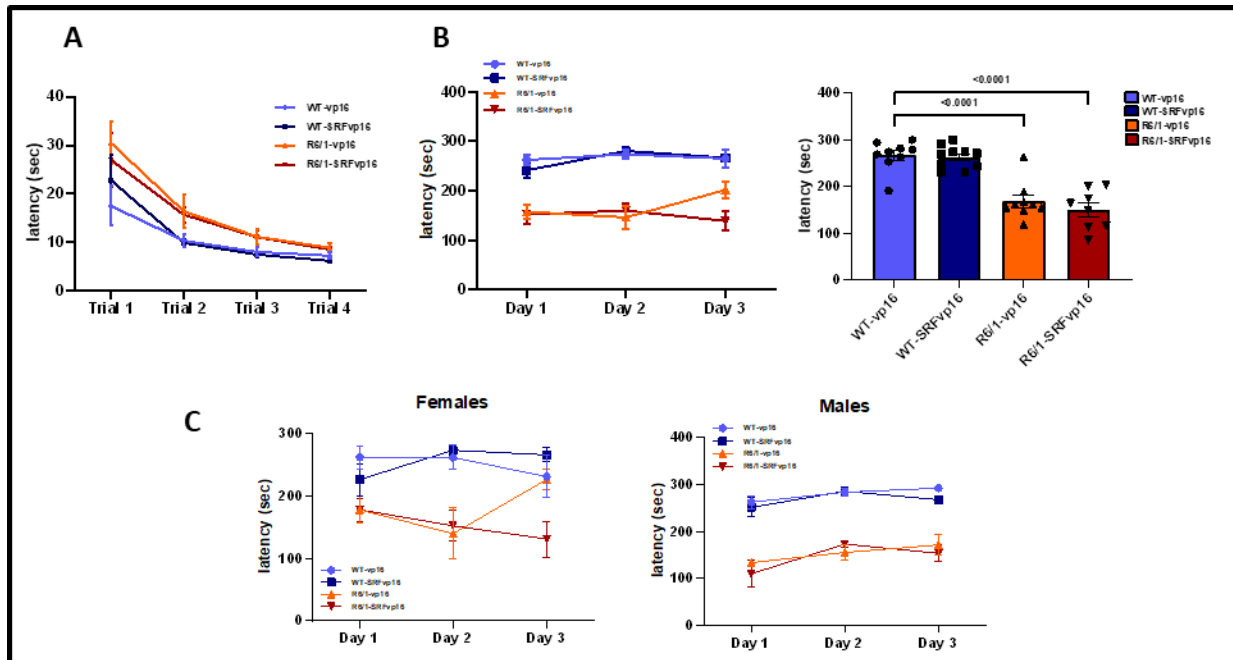 A
latency (sec)
40
30
20
10
0
Trial 1 Trial 2 Trial 3 Trial 4
WT-vp16
WT-SRFvp16
R6/1-vp16
R6/1-SRFvp16
B
WT-vp16
WT-SRFvp16
R6/1-vp16
R6/1-SRFvp16
latency (sec)
400
300
200
100
0
Day 1 Day 2 Day 3
<0.0001
<0.0001
WT-vp16
WT-SRFvp16
R6/1-vp16
R6/1-SRFvp16
latency (sec)
400
300
200
100
0
WT-vp16
WT-SRFvp16
R6/1-vp16
R6/1-SRFvp16
C
Females
latency (sec)
300
200
100
0
WT-vp16
WT-SRFvp16
R6/1-vp16
R6/1-SRFvp16
Day 1 Day 2 Day 3
Males
WT-vp16
WT-SRFvp16
R6/1-vp16
R6/1-SRFvp16
latency (sec)
400
300
200
100
0
Day 1 Day 2 Day 3